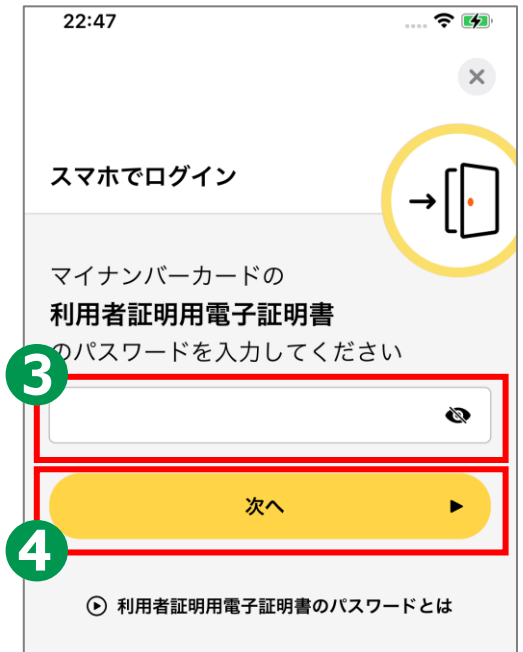 22:47
スマホでログイン
マイナンバーカードの
利用者証明用電子証明書
のパスワードを入力してください
3
次へ
4
利用者証明用電子証明書のパスワードとは